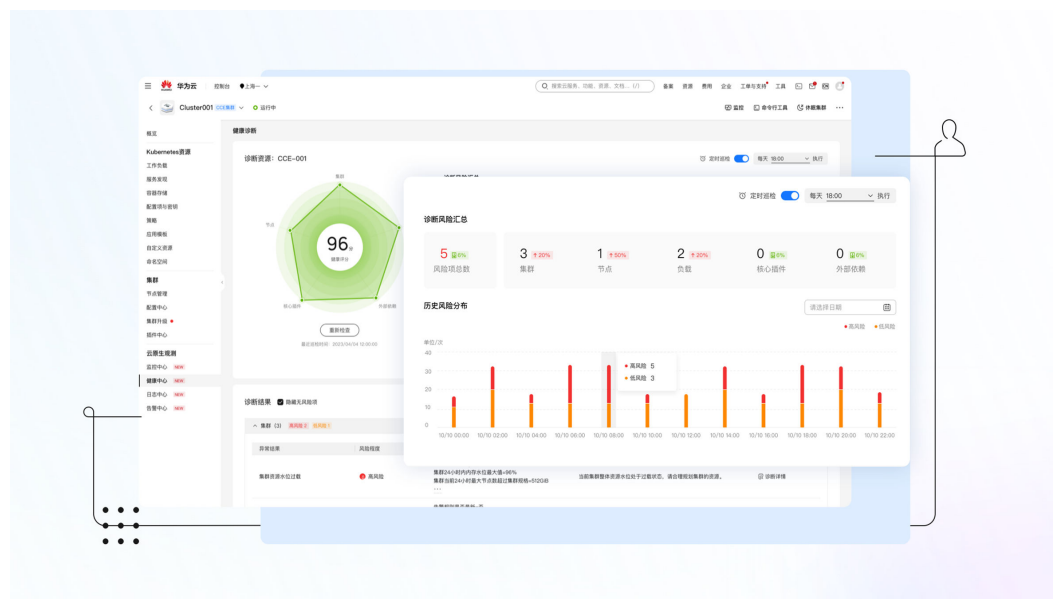 华为云 控制台 上海一 搜索云服务、功能、资源、文档... (/) 备案 资源 费用 企业 工单与支持 工具
Cluster001 CCE集群 运行中 监控 命令行工具 休眠集群 ...
概览
Kubernetes资源
工作负载
服务发现
容器存储
配置项与密钥
策略
应用模板
自定义资源
命名空间
集群
节点管理
配置中心
集群升级
插件中心
云原生观测
监控中心 NEW
健康中心 NEW
日志中心 NEW
告警中心 NEW
健康诊断
诊断资源：CCE-001
定时巡检 每天 18:00 执行
集群
节点
96分
健康评分
核心插件
外部依赖
重新检查
定时巡检 每天 18:00 执行
诊断风险汇总
5 0% 3 20% 1 50% 2 20% 0 0% 0 0%
风险项总数 集群 节点 负载 核心插件 外部依赖
历史风险分布 请选择日期
高风险 低风险
单位/次
40
30
20
10
0
高风险 5
低风险 3
10/10 00:00 10/10 02:00 10/10 04:00 10/10 06:00 10/10 08:00 10/10 10:00 10/10 12:00 10/10 14:00 10/10 16:00 10/10 18:00 10/10 20:00 10/10 22:00
诊断结果 隐藏无风险项
集群（3） 高风险 2 低风险 1
异常结果 风险程度
集群资源水位过载 高风险
集群24小时内内存水位最大值=96%
集群当前24小时最大节点数超过集群规格=512GiB
...
当前集群整体资源水位处于过载状态，请合理规划集群的资源。 诊断详情